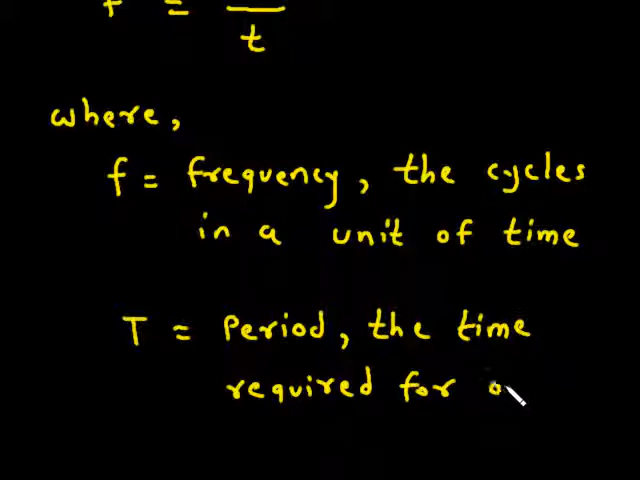 f =
t
where,
f = frequency, the cycles
in a unit of time
T = Period, the time
required for o